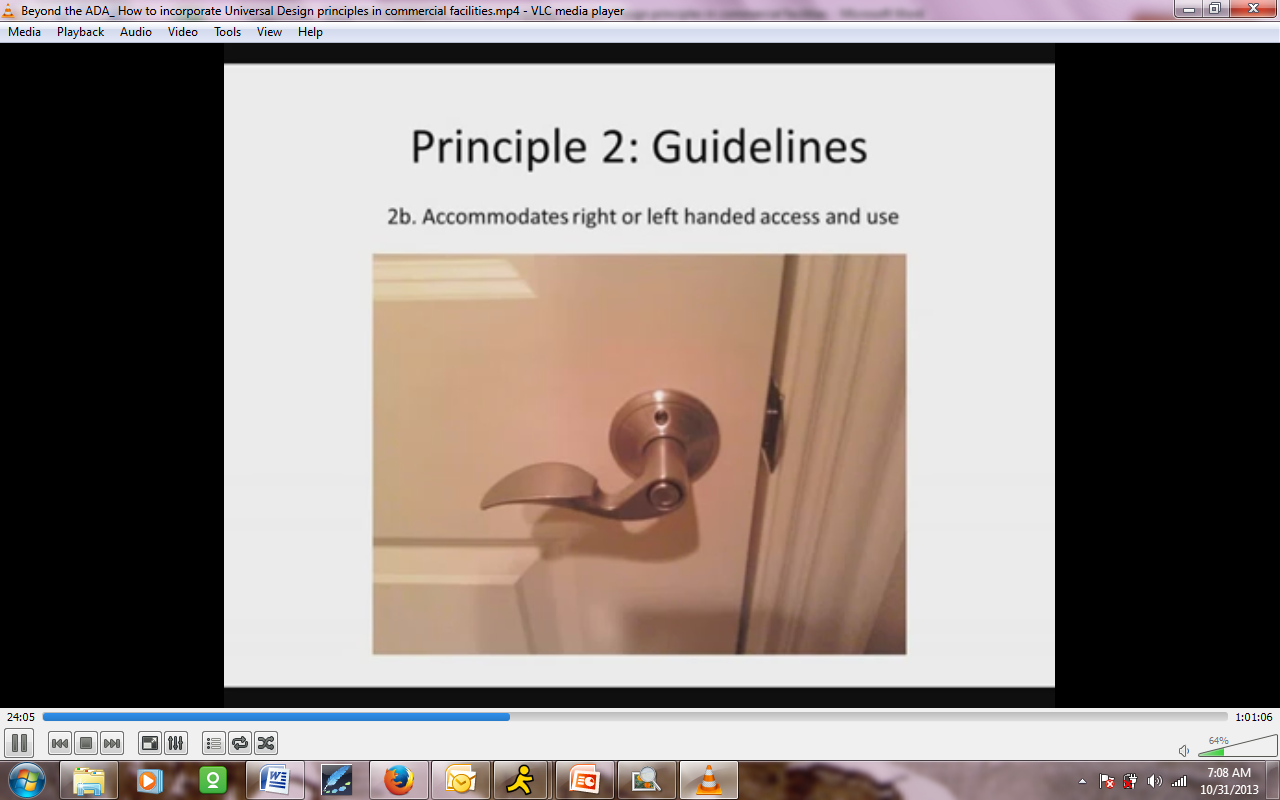 Beyond the ADA_ How to incorporate Universal Design principles in commercial facilities.mp4 - VLC media player
Media Playback Audio Video Tools View Help
Principle 2: Guidelines
2b. Accommodates right or left handed access and use
24:05 1:01:06
64%
7:08 AM
10/31/2013